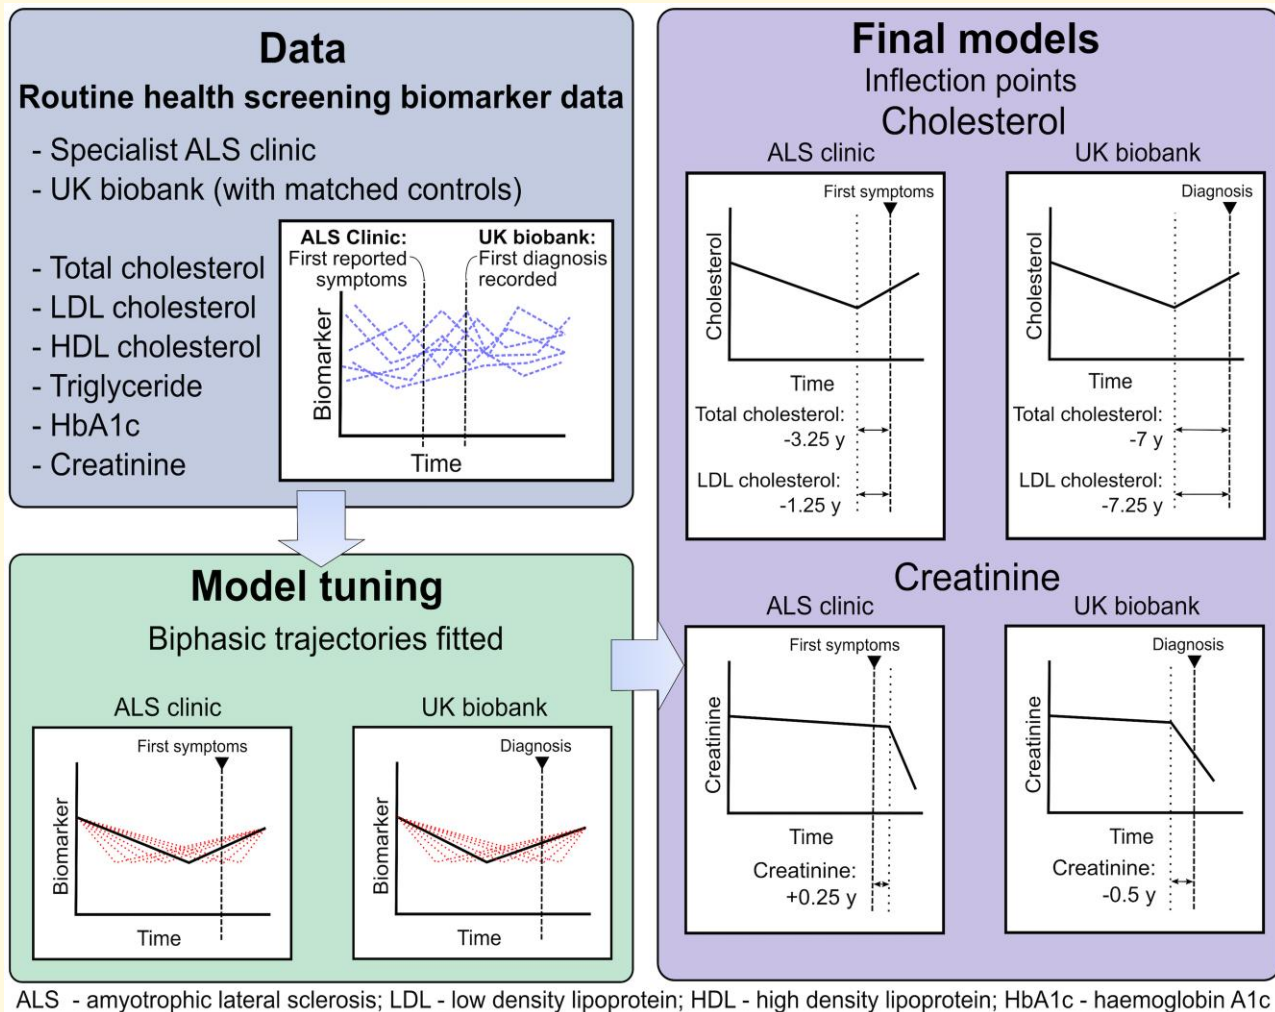 Data
Routine health screening biomarker data
- Specialist ALS clinic
- UK biobank (with matched controls)
- Total cholesterol
- LDL cholesterol
- HDL cholesterol
- Triglyceride
- HbA1c
- Creatinine
ALS Clinic:
First reported
symptoms
UK biobank:
First diagnosis
recorded
Biomarker
Time
Model tuning
Biphasic trajectories fitted
ALS clinic
First symptoms
Biomarker
Time
UK biobank
Diagnosis
Biomarker
Time
Final models
Inflection points
Cholesterol
ALS clinic
First symptoms
Cholesterol
Time
Total cholesterol:
-3.25 y
LDL cholesterol:
-1.25 y
UK biobank
Diagnosis
Cholesterol
Time
Total cholesterol:
-7 y
LDL cholesterol:
-7.25 y
Creatinine
ALS clinic
First symptoms
Creatinine
Time
Creatinine:
+0.25 y
UK biobank
Diagnosis
Creatinine
Time
Creatinine:
-0.5 y
ALS - amyotrophic lateral sclerosis; LDL - low density lipoprotein; HDL - high density lipoprotein; HbA1c - haemoglobin A1c